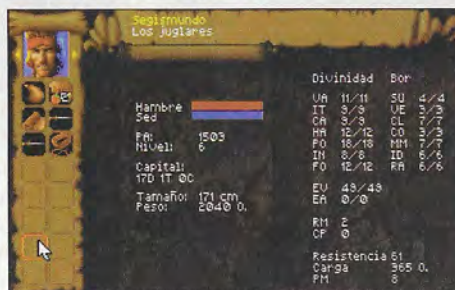 Segismundo
Los juglares
Divinidad Bor
VA 11/11 SU 4/4
IT 9/9 VE 3/3
CA 9/9 CL 7/7
HA 12/12 CO 3/3
PO 18/18 MM 7/7
IN 8/8 ID 6/6
FO 12/12 RA 6/6
Hambre
Sed
PA: 1503
Nivel: 6
Capital:
17D 1T 0C
Tamaño: 171 cm
Peso: 2040 O.
EV 49/49
EA 0/0
RM 2
CP 0
Resistencia 61
Carga 365 O.
PM 8